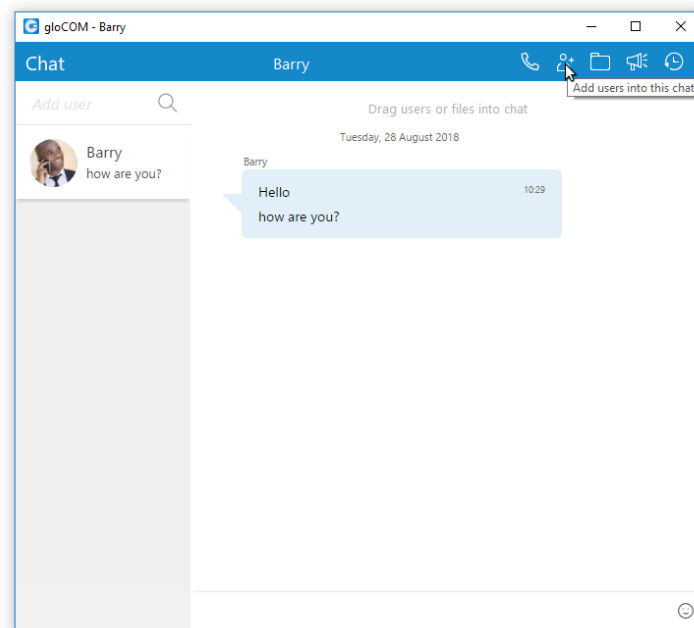 gloCOM - Barry
Chat
Barry
Add users into this chat
Add user
Barry
how are you?
Drag users or files into chat
Tuesday, 28 August 2018
Barry
Hello
10:29
how are you?